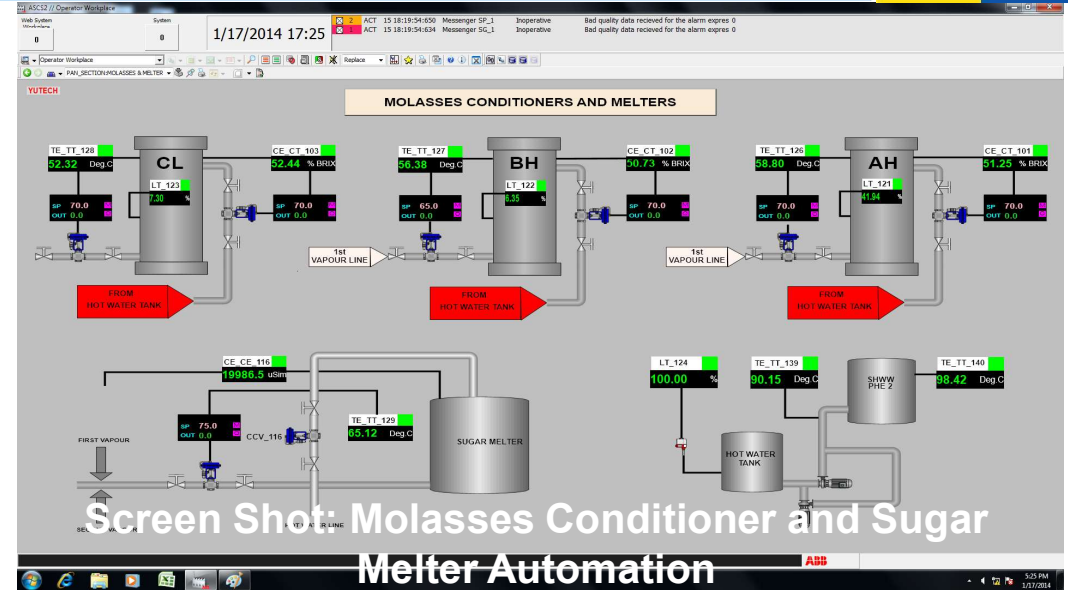 ASCS2 // Operator Workplace
Web System
Workplace
0
System
0
1/17/2014 17:25
2 ACT 15 18:19:54:650 Messenger SP_1 Inoperative Bad quality data recieved for the alarm expres 0
1 ACT 15 18:19:54:634 Messenger SG_1 Inoperative Bad quality data recieved for the alarm expres 0
Operator Workplace
Replace
PAN_SECTION:MOLASSES & MELTER
YUTECH
MOLASSES CONDITIONERS AND MELTERS
TE_TT_128
52.32 Deg.C
CL
CE_CT_103
52.44 % BRIX
LT_123
7.30 %
SP 70.0
OUT 0.0
SP 70.0
OUT 0.0
FROM
HOT WATER TANK
TE_TT_127
56.38 Deg.C
BH
CE_CT_102
50.73 % BRIX
LT_122
6.35 %
SP 65.0
OUT 0.0
SP 70.0
OUT 0.0
1st
VAPOUR LINE
FROM
HOT WATER TANK
TE_TT_126
58.80 Deg.C
AH
CE_CT_101
51.25 % BRIX
LT_121
41.94 %
SP 70.0
OUT 0.0
SP 70.0
OUT 0.0
1st
VAPOUR LINE
FROM
HOT WATER TANK
CE_CE_116
19986.5 uSim
SP 75.0
OUT 0.0
CCV_116
TE_TT_129
65.12 Deg.C
SUGAR MELTER
FIRST VAPOUR
HOT WATER LINE
LT_124
100.00 %
TE_TT_139
90.15 Deg.C
SHWW
PHE 2
TE_TT_140
98.42 Deg.C
HOT WATER
TANK
Screen Shot: Molasses Conditioner and Sugar
Melter Automation
ABB
5:25 PM
1/17/2014